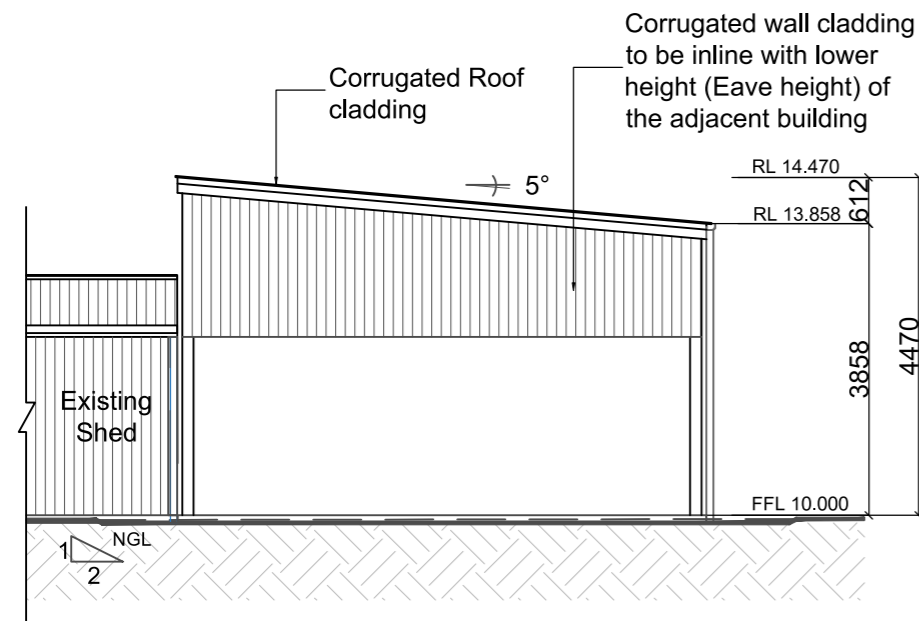 Corrugated wall cladding
to be inline with lower
height (Eave height) of
the adjacent building
Corrugated Roof
cladding
5°
RL 14.470
612
RL 13.858
3858
4470
Existing
Shed
FFL 10.000
NGL
1
2